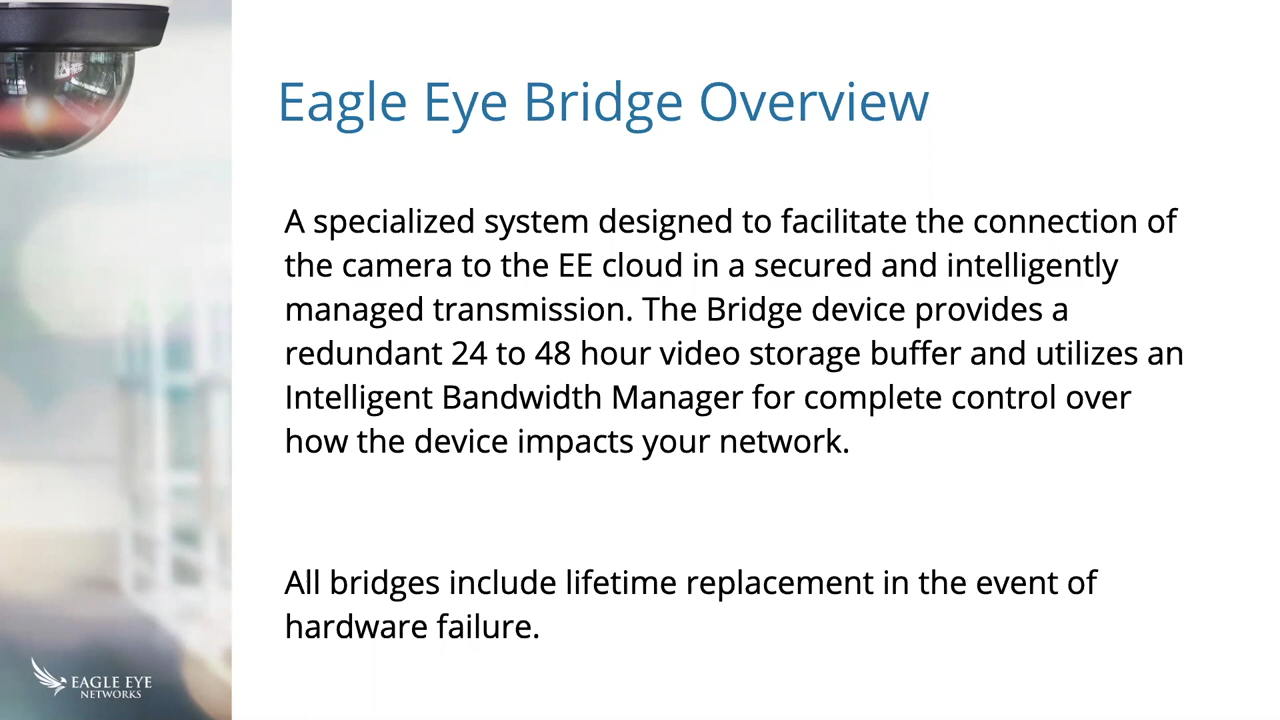 Eagle Eye Bridge Overview
A specialized system designed to facilitate the connection of
the camera to the EE cloud in a secured and intelligently
managed transmission. The Bridge device provides a
redundant 24 to 48 hour video storage buffer and utilizes an
Intelligent Bandwidth Manager for complete control over
how the device impacts your network.
All bridges include lifetime replacement in the event of
hardware failure.
EAGLE EYE
NETWORKS